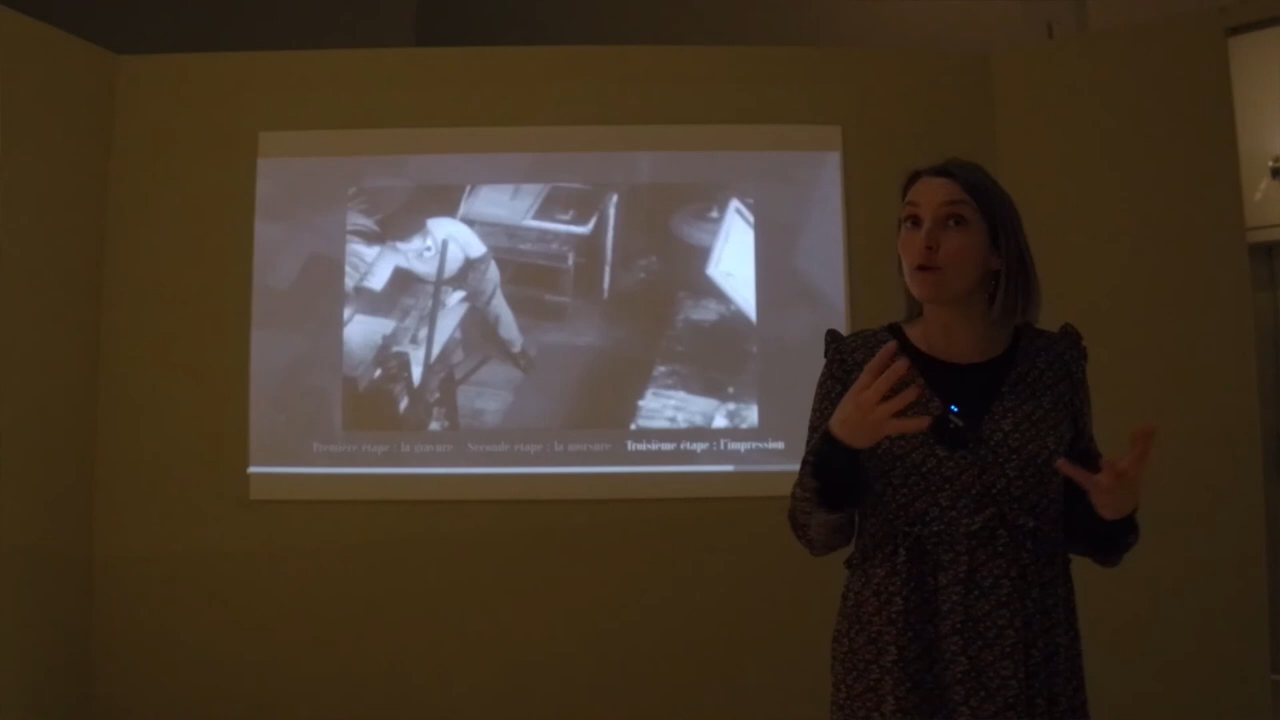 Première étape : la gravure Seconde étape : la morsure Troisième étape : l'impression